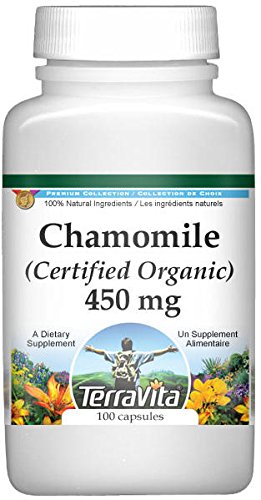 PREMIUM COLLECTION / COLLECTION DE CHOIX
100% Natural Ingredients / Les ingrédients naturels
Chamomile
(Certified Organic)
450 mg
A Dietary
Supplement
Un Supplement
Alimentaire
TerraVita
100 capsules